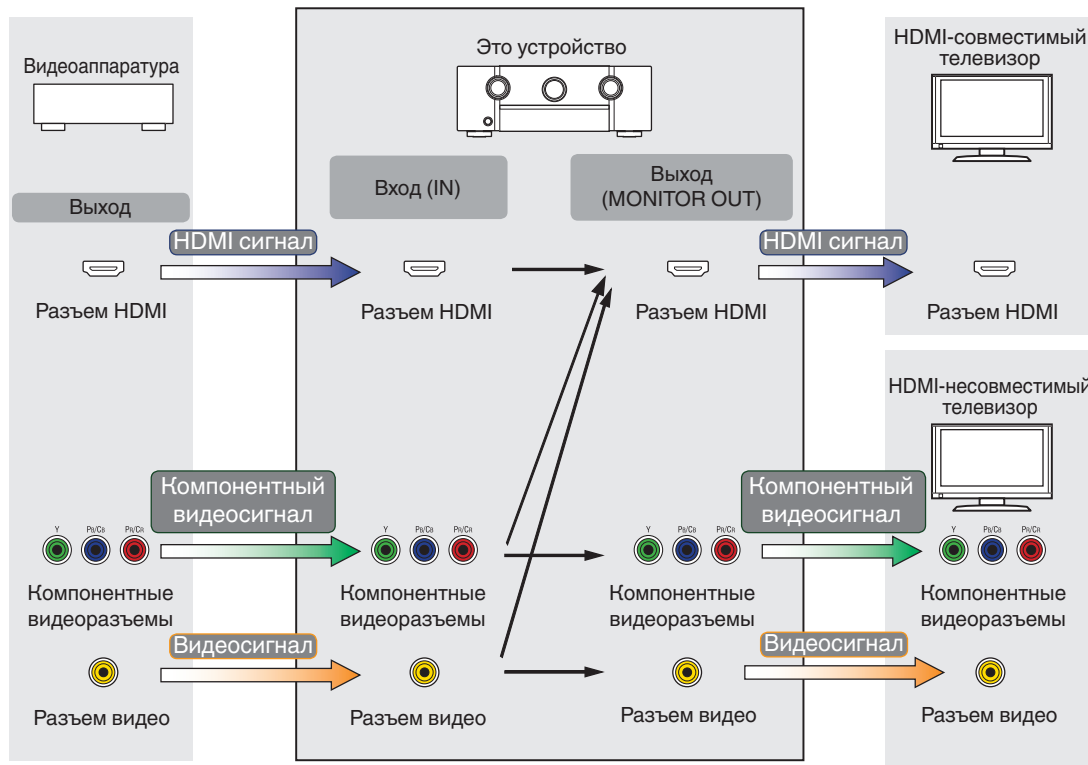 Видеоаппаратура
Это устройство
HDMI-совместимый
телевизор
Выход
Вход (IN)
Выход
(MONITOR OUT)
HDMI сигнал
HDMI сигнал
Разъем HDMI
Разъем HDMI
Разъем HDMI
Разъем HDMI
HDMI-несовместимый
телевизор
Компонентный
видеосигнал
Компонентный
видеосигнал
Y PB/CB PR/CR
Y PB/CB PR/CR
Y PB/CB PR/CR
Y PB/CB PR/CR
Компонентные
видеоразъемы
Компонентные
видеоразъемы
Компонентные
видеоразъемы
Компонентные
видеоразъемы
Видеосигнал
Видеосигнал
Разъем видео
Разъем видео
Разъем видео
Разъем видео